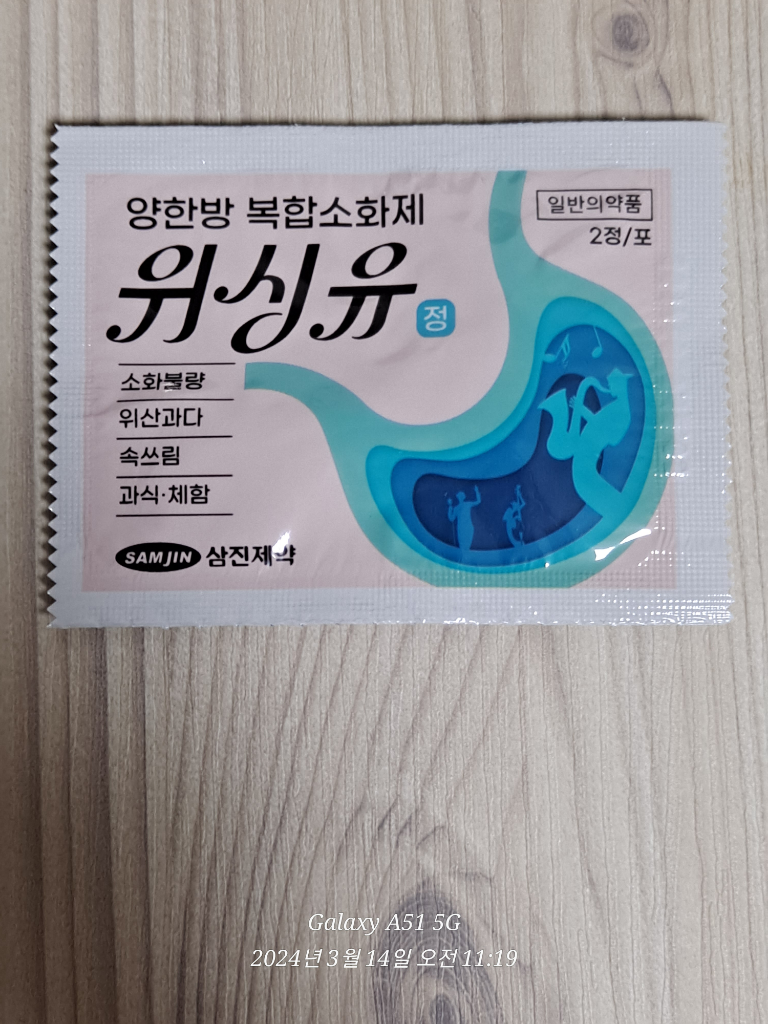 양한방 복합소화제
일반의약품
2정/포
위싱유 정
소화불량
위산과다
속쓰림
과식·체함
SAMJIN 삼진제약
Galaxy A51 5G
2024년 3월 14일 오전 11:19